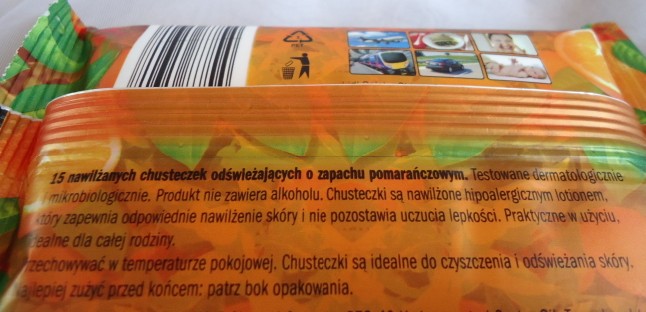 15 nawilżanych chusteczek odświeżających o zapachu pomarańczowym. Testowane dermatologicznie
i mikrobiologicznie. Produkt nie zawiera alkoholu. Chusteczki są nawilżone hipoalergicznym lotionem,
który zapewnia odpowiednie nawilżenie skóry i nie pozostawia uczucia lepkości. Praktyczne w użyciu,
idealne dla całej rodziny.
Przechowywać w temperaturze pokojowej. Chusteczki są idealne do czyszczenia i odświeżania skóry.
Najlepiej zużyć przed końcem: patrz bok opakowania.